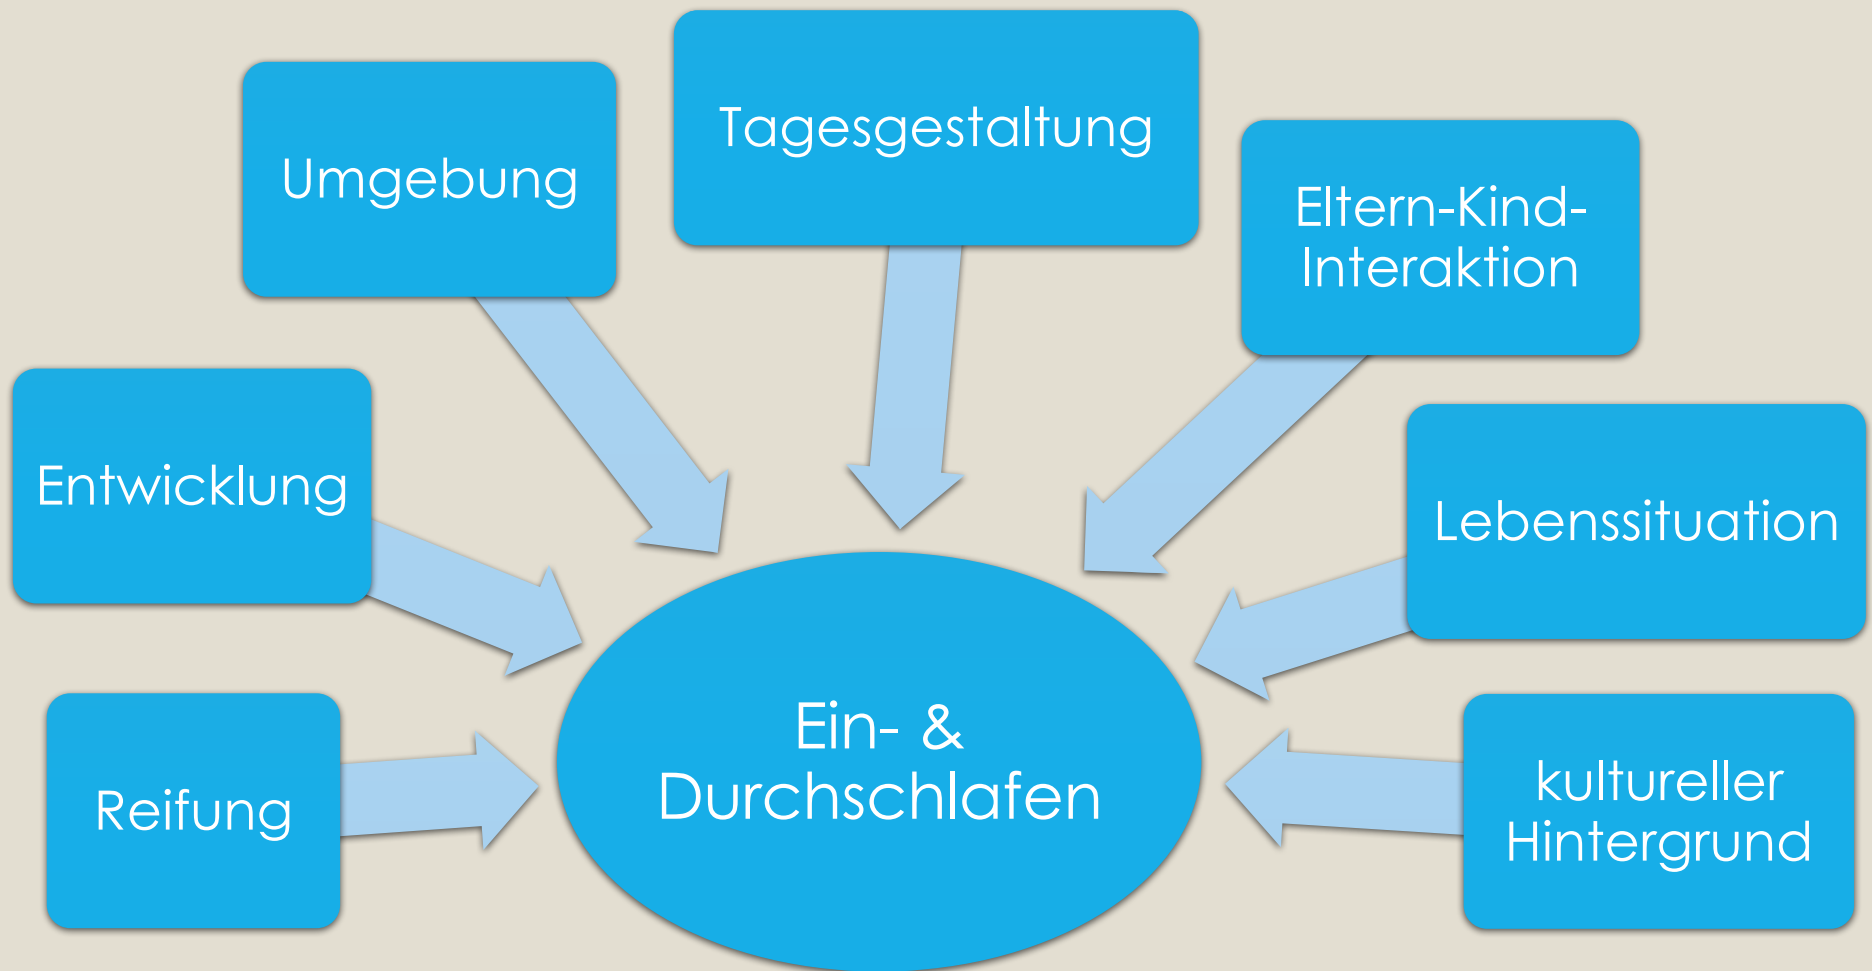 Tagesgestaltung
Umgebung
Eltern-Kind-
Interaktion
Entwicklung
Lebenssituation
Reifung
Ein- &
Durchschlafen
kultureller
Hintergrund